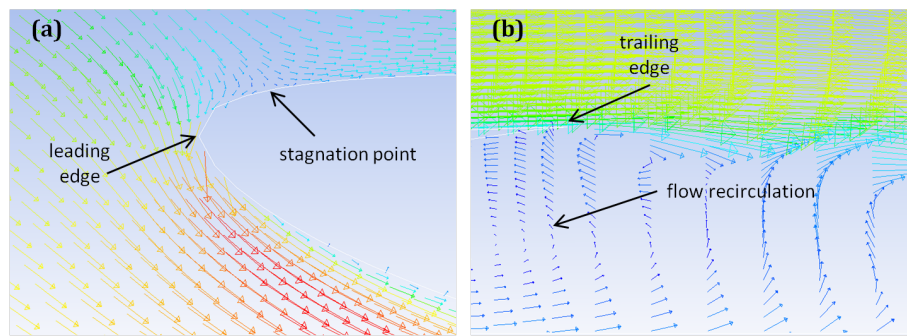 (a)
leading
edge
stagnation point
(b)
trailing
edge
flow recirculation